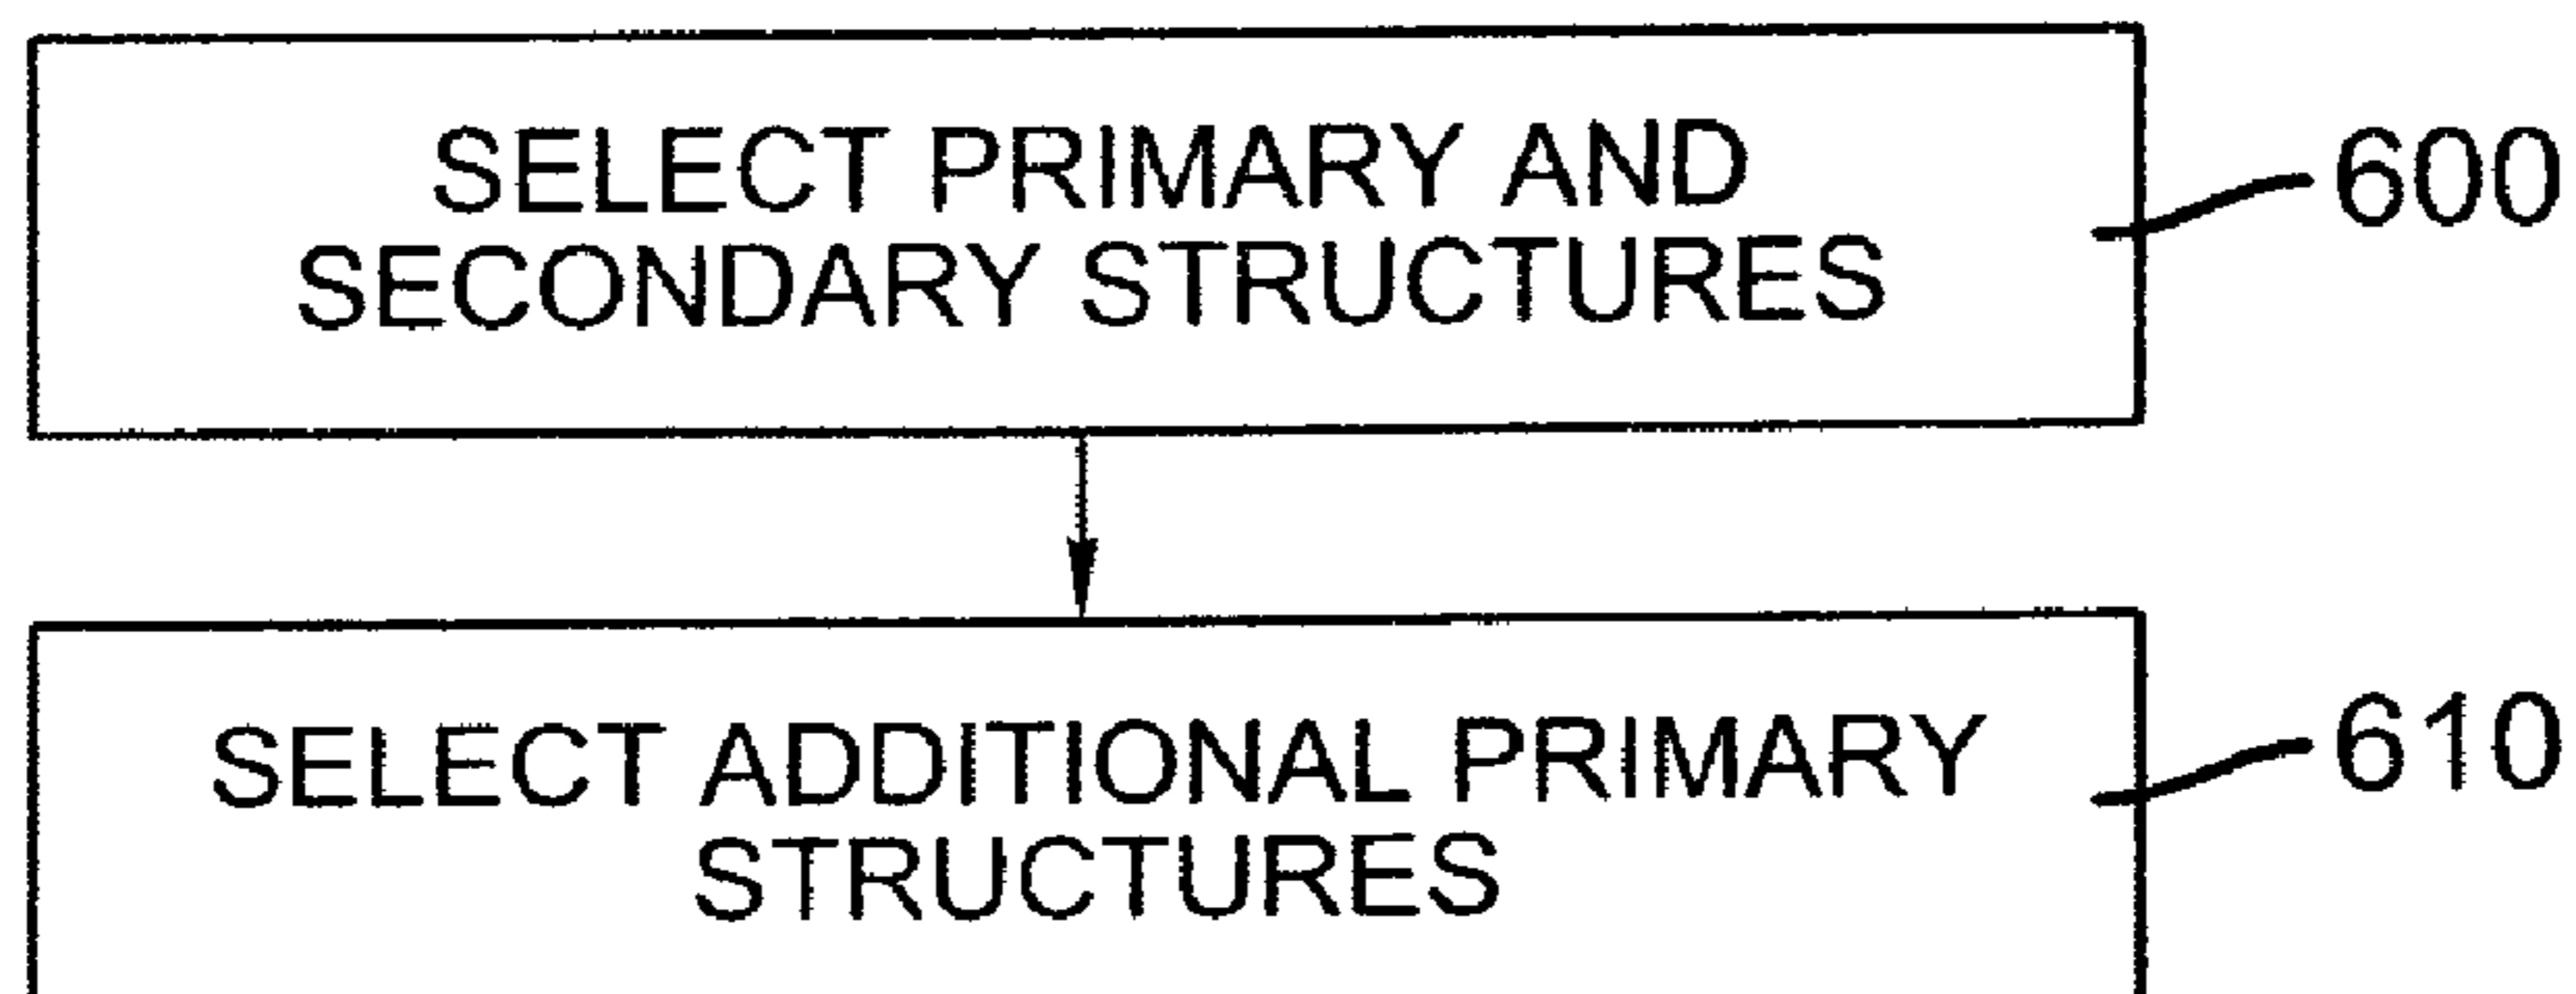 SELECT PRIMARY AND
SECONDARY STRUCTURES
600
SELECT ADDITIONAL PRIMARY
STRUCTURES
610